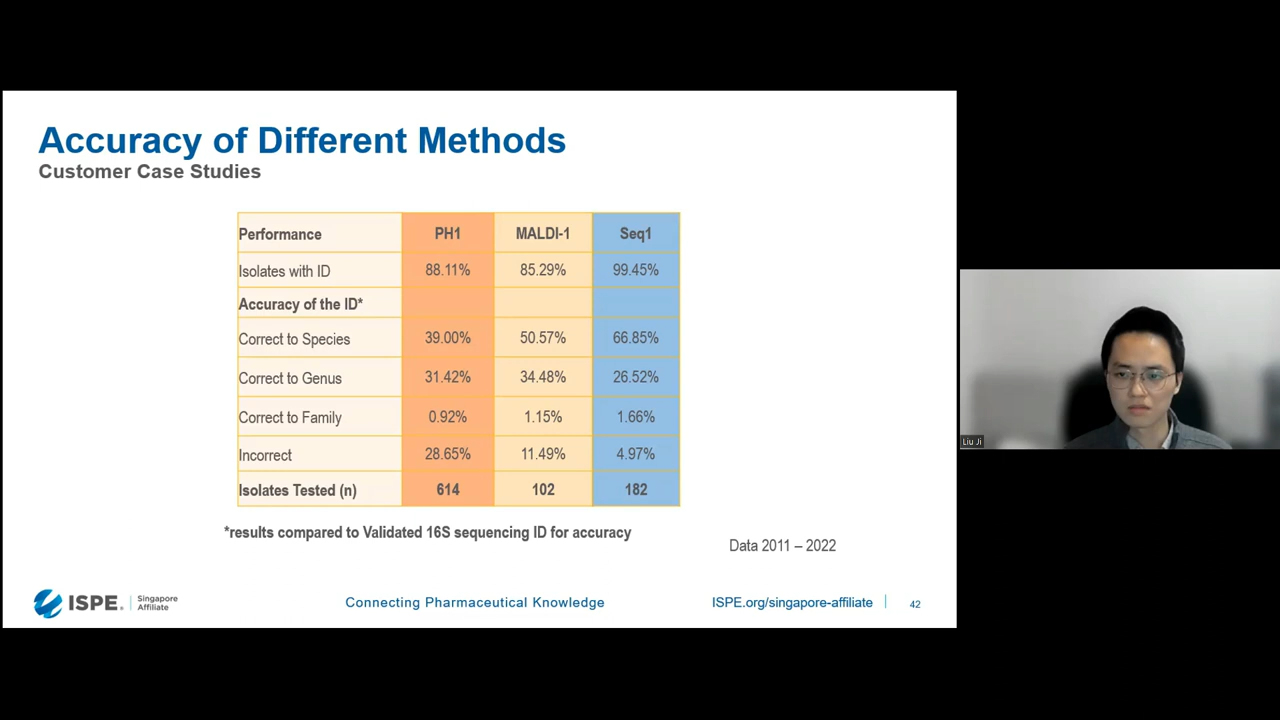 Accuracy of Different Methods
Customer Case Studies
Performance PH1 MALDI-1 Seq1
Isolates with ID 88.11% 85.29% 99.45%
Accuracy of the ID*
Correct to Species 39.00% 50.57% 66.85%
Correct to Genus 31.42% 34.48% 26.52%
Correct to Family 0.92% 1.15% 1.66%
Incorrect 28.65% 11.49% 4.97%
Isolates Tested (n) 614 102 182
*results compared to Validated 16S sequencing ID for accuracy
Data 2011 – 2022
ISPE. Singapore
Affiliate
Connecting Pharmaceutical Knowledge
ISPE.org/singapore-affiliate
42
Liu Ji